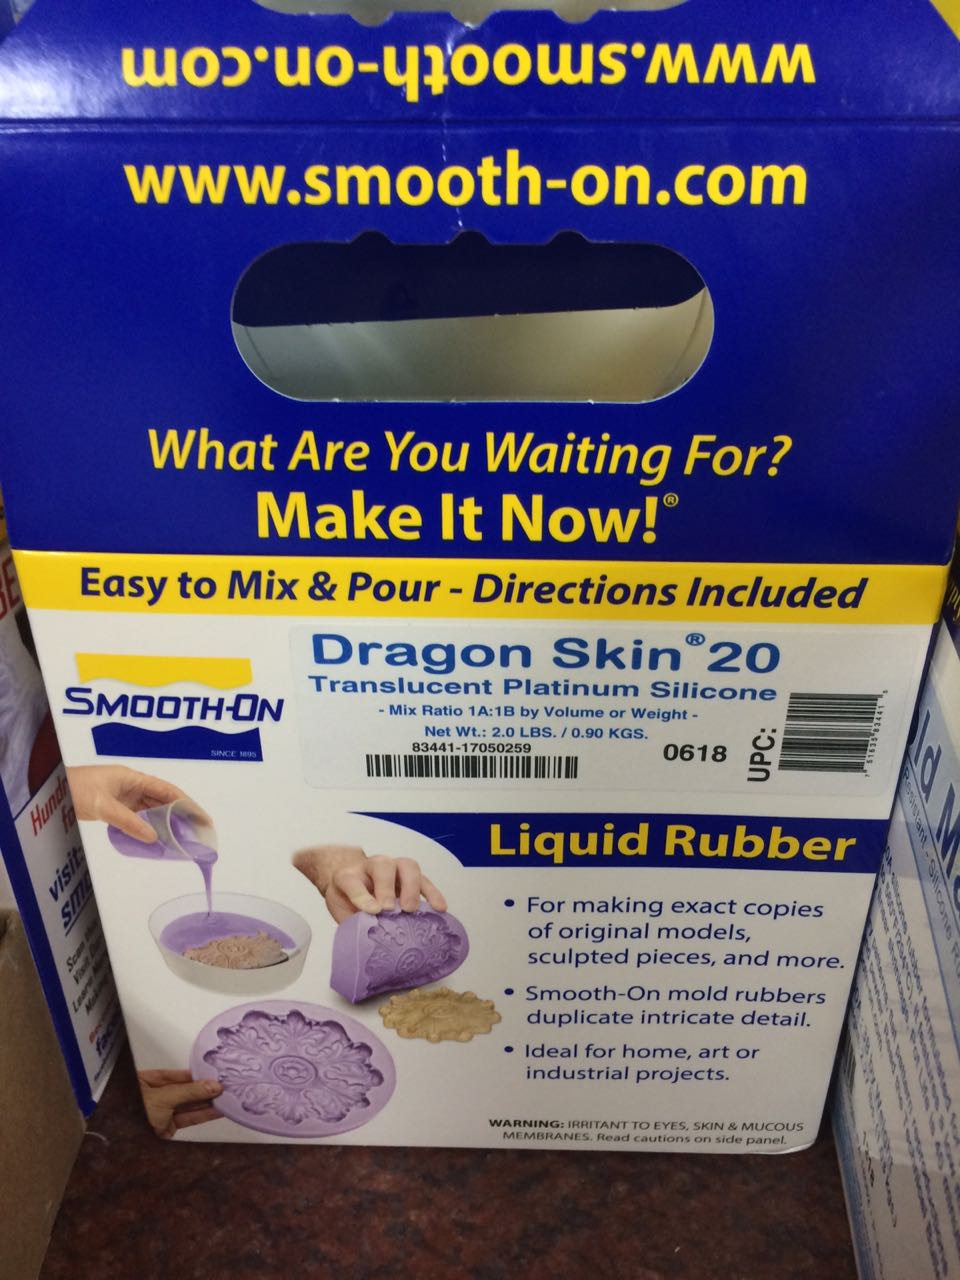 www.smooth-on.com
www.smooth-on.com
What Are You Waiting For?
Make It Now!®
Easy to Mix & Pour - Directions Included
SMOOTH-ON
SINCE 1895
Dragon Skin® 20
Translucent Platinum Silicone
- Mix Ratio 1A:1B by Volume or Weight -
Net Wt.: 2.0 LBS. / 0.90 KGS.
83441-17050259
0618
UPC:
Liquid Rubber
• For making exact copies
of original models,
sculpted pieces, and more.
• Smooth-On mold rubbers
duplicate intricate detail.
• Ideal for home, art or
industrial projects.
WARNING: IRRITANT TO EYES, SKIN & MUCOUS
MEMBRANES. Read cautions on side panel.